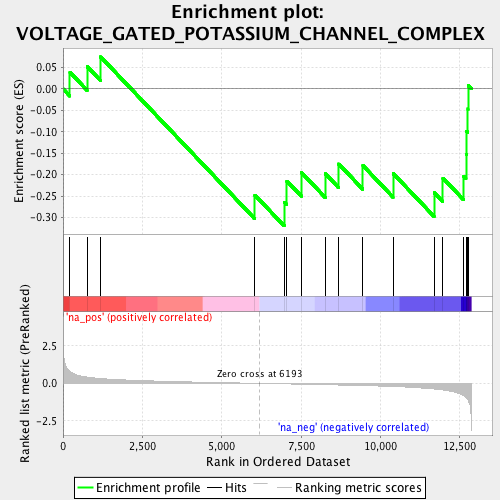 Enrichment plot:
VOLTAGE_GATED_POTASSIUM_CHANNEL_COMPLEX
Enrichment score (ES)
0.05
0.00
-0.05
-0.10
-0.15
-0.20
-0.25
-0.30
'na_pos' (positively correlated)
Ranked list metric (PreRanked)
2.5
0.0
-2.5
Zero cross at 6193
'na_neg' (negatively correlated)
0
2,500
5,000
7,500
10,000
12,500
Rank in Ordered Dataset
Enrichment profile
Hits
Ranking metric scores